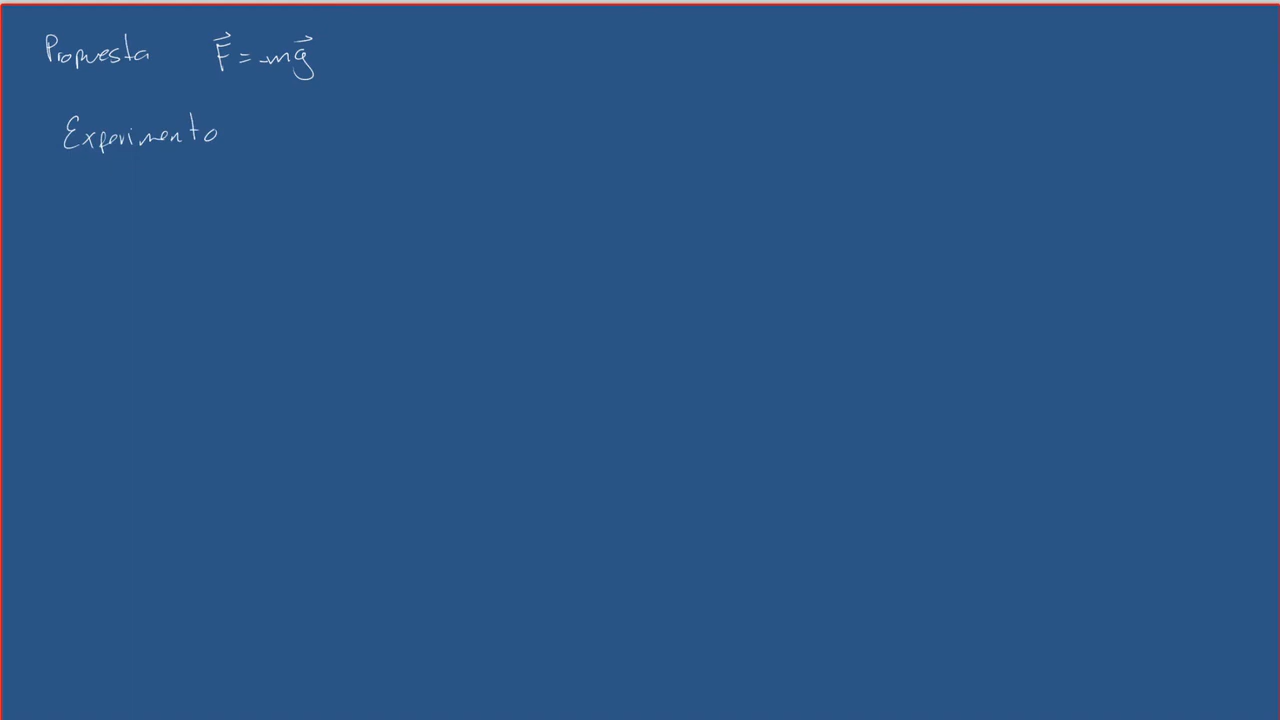 Propuesta F⃗ = mg⃗
Experimento